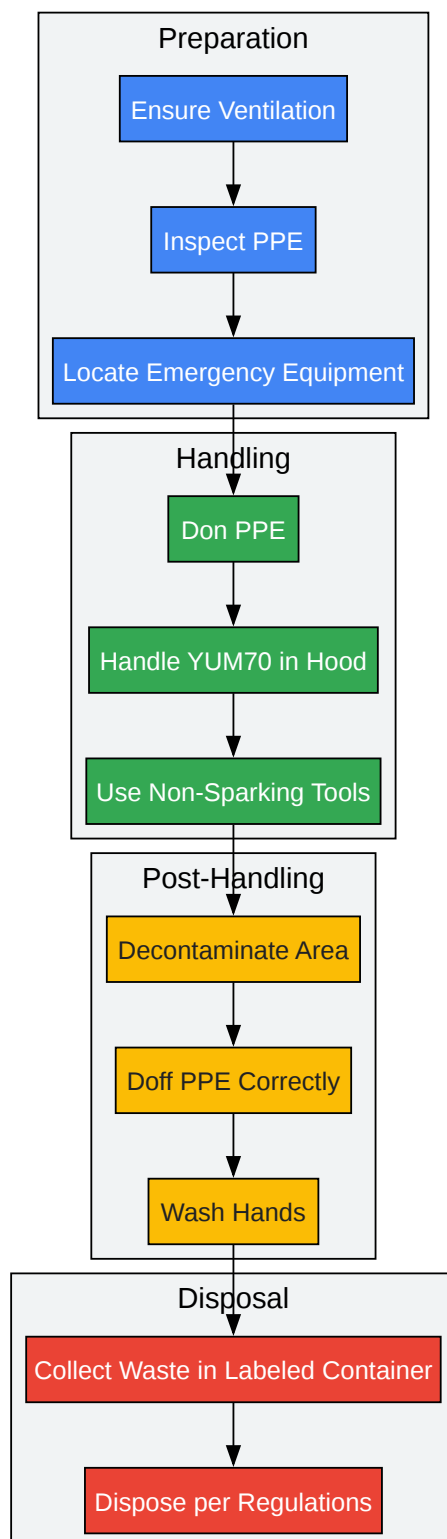 Preparation
Ensure Ventilation
Inspect PPE
Locate Emergency Equipment
Handling
Don PPE
Handle YUM70 in Hood
Use Non-Sparking Tools
Post-Handling
Decontaminate Area
Doff PPE Correctly
Wash Hands
Disposal
Collect Waste in Labeled Container
Dispose per Regulations